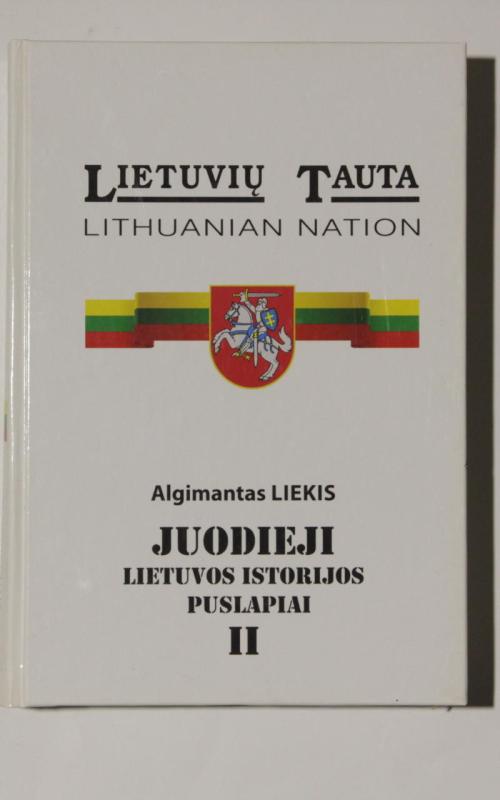 LIETUVIŲ TAUTA
LITHUANIAN NATION
Algimantas LIEKIS
JUODIEJI
LIETUVOS ISTORIJOS
PUSLAPIAI
II